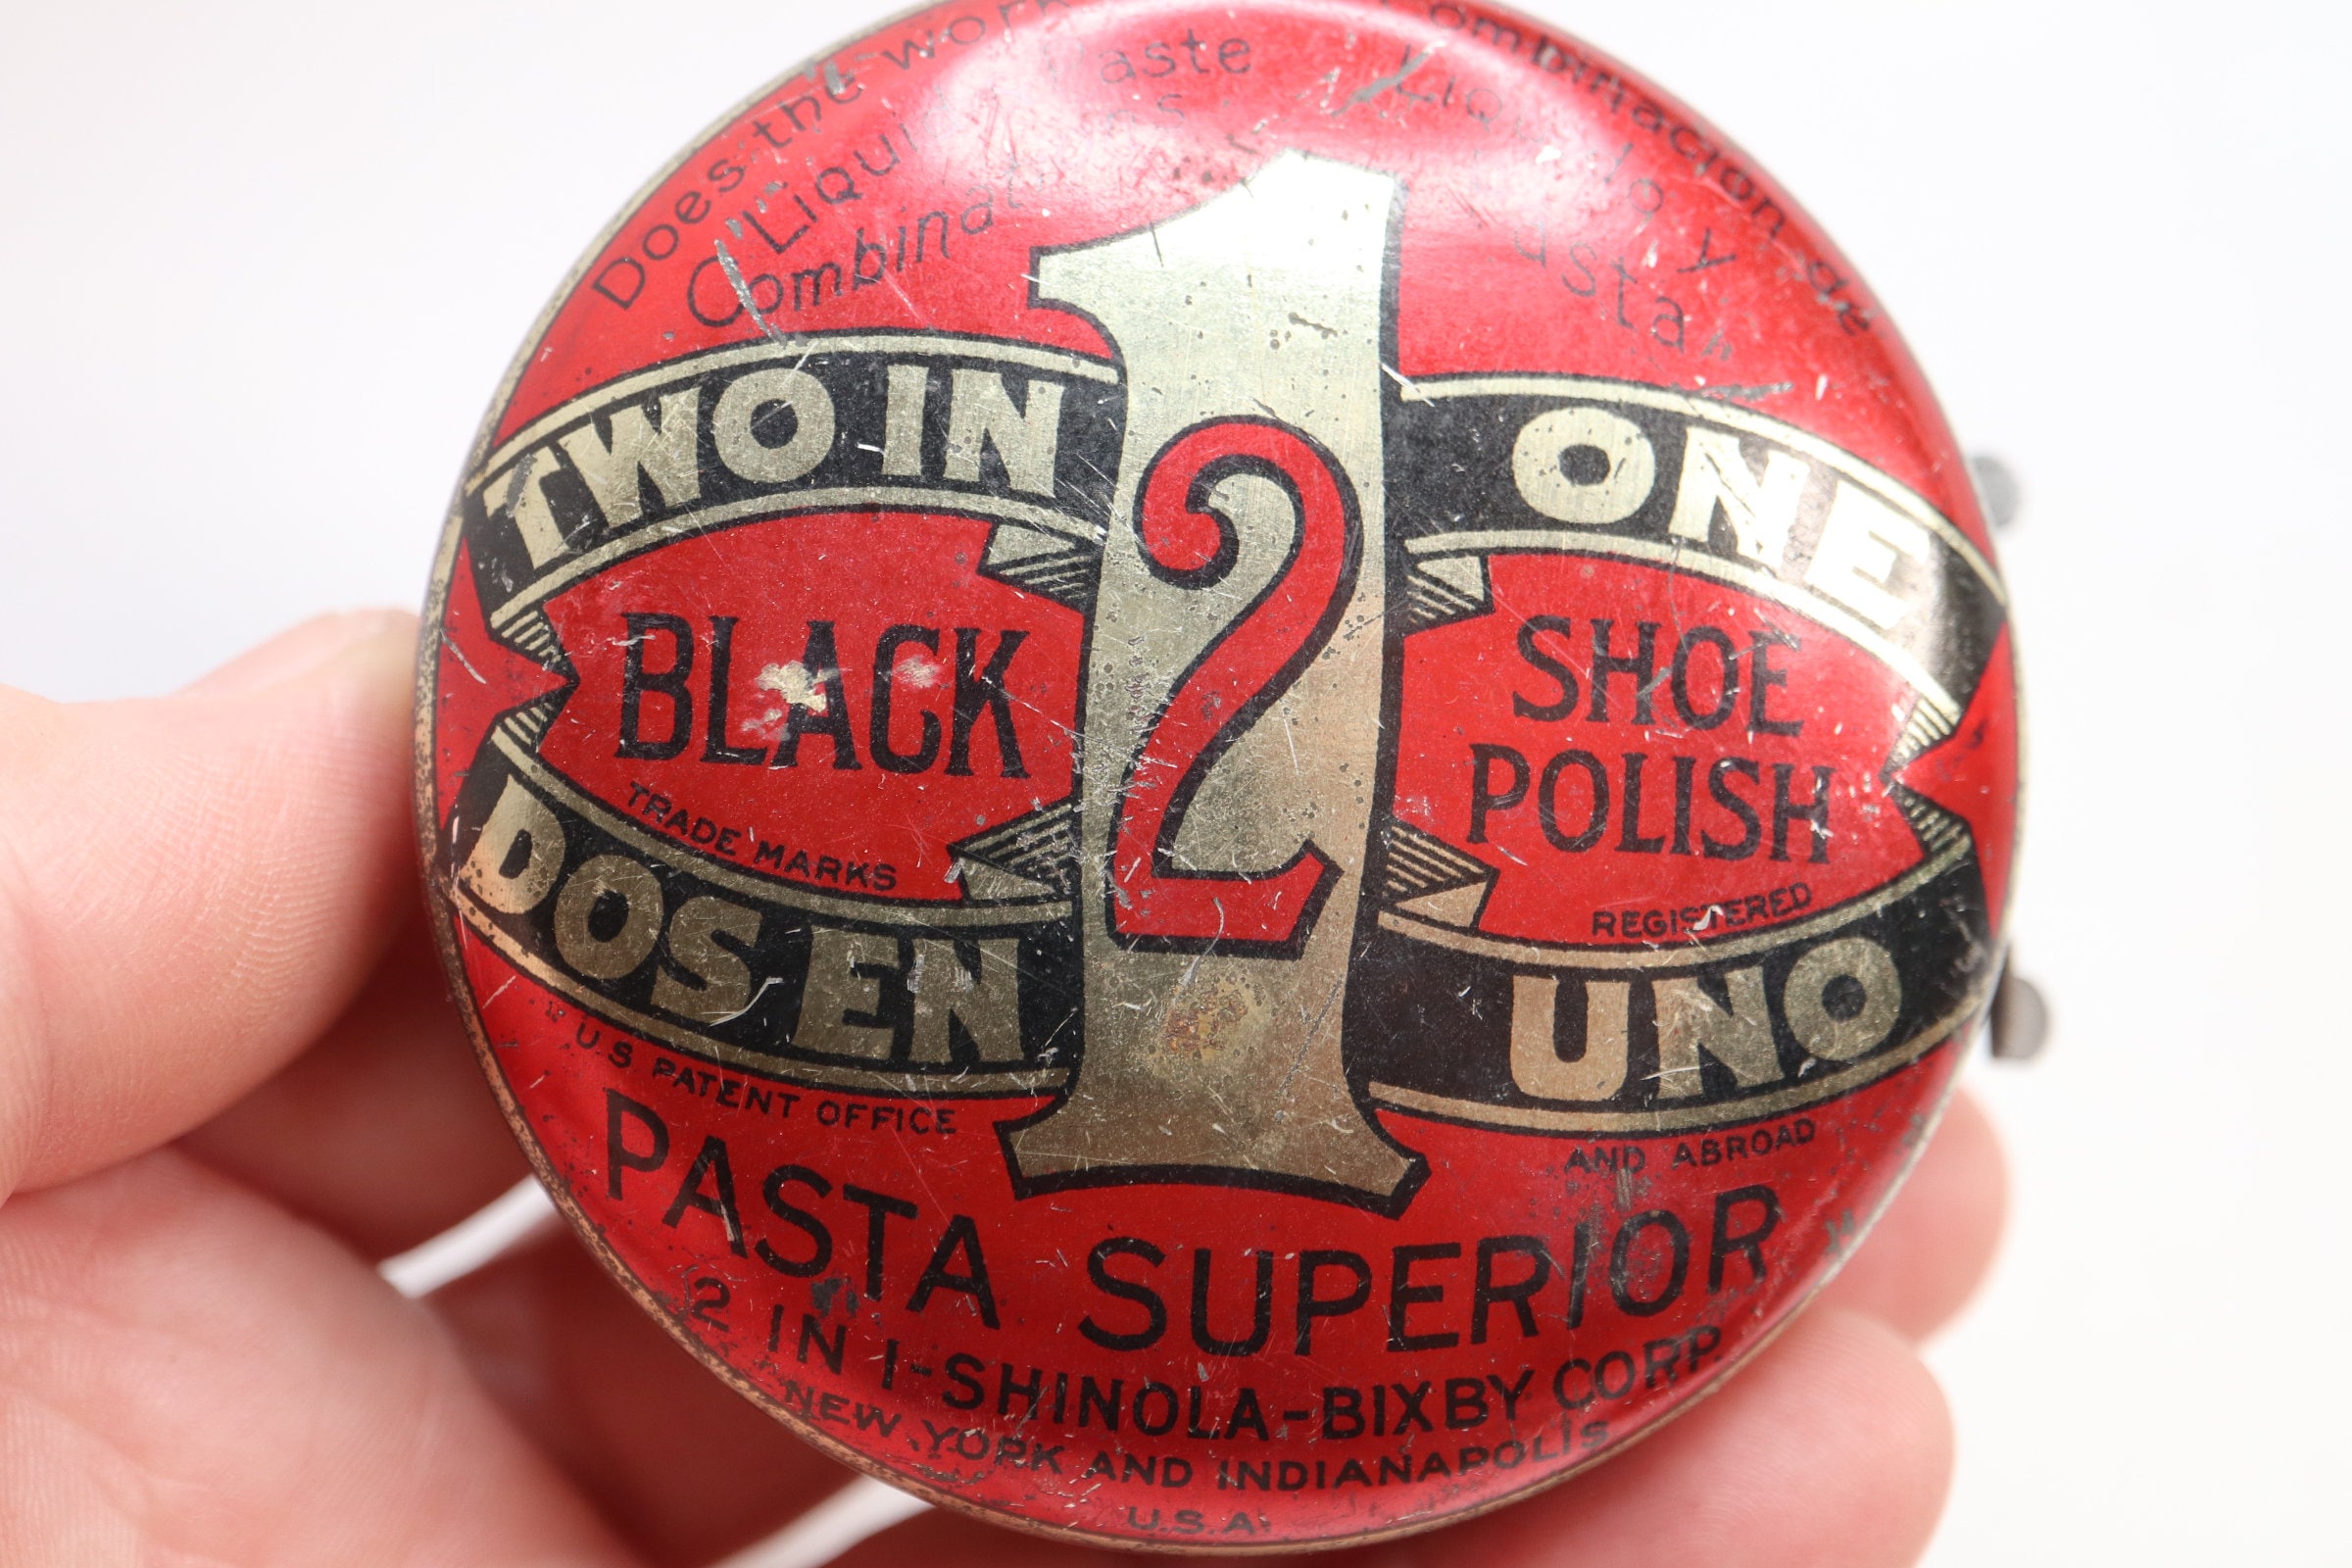 Does the work
Combinacion de
"Liquid Paste
Liquido y
Combinat
Pasta"
TWO IN 1 ONE
2
BLACK
SHOE
POLISH
TRADE MARKS
REGISTERED
DOS EN UNO
U.S. PATENT OFFICE
AND ABROAD
PASTA SUPERIOR
2 IN 1-SHINOLA-BIXBY CORP.
NEW YORK AND INDIANAPOLIS
U.S.A.